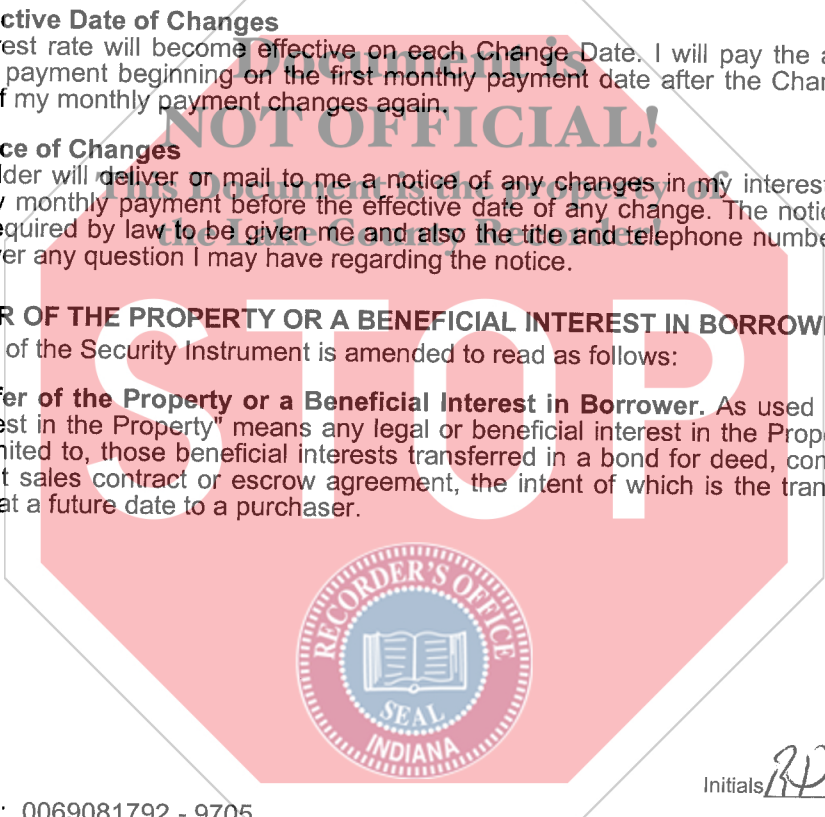 ctive Date of Changes
est rate will become effective on each Change Date. I will pay the a
payment beginning on the first monthly payment date after the Chan
f my monthly payment changes again.
Document is
NOT OFFICIAL!
This Document is the property of
the Lake County Recorder!
ce of Changes
lder will deliver or mail to me a notice of any changes in my interest
y monthly payment before the effective date of any change. The notic
equired by law to be given me and also the title and telephone numbe
er any question I may have regarding the notice.
R OF THE PROPERTY OR A BENEFICIAL INTEREST IN BORROWE
of the Security Instrument is amended to read as follows:
fer of the Property or a Beneficial Interest in Borrower. As used
est in the Property" means any legal or beneficial interest in the Prope
mited to, those beneficial interests transferred in a bond for deed, con
t sales contract or escrow agreement, the intent of which is the tran
at a future date to a purchaser.
STOP
RECORDER'S OFFICE
SEAL
INDIANA
Initials
: 0069081792 - 9705